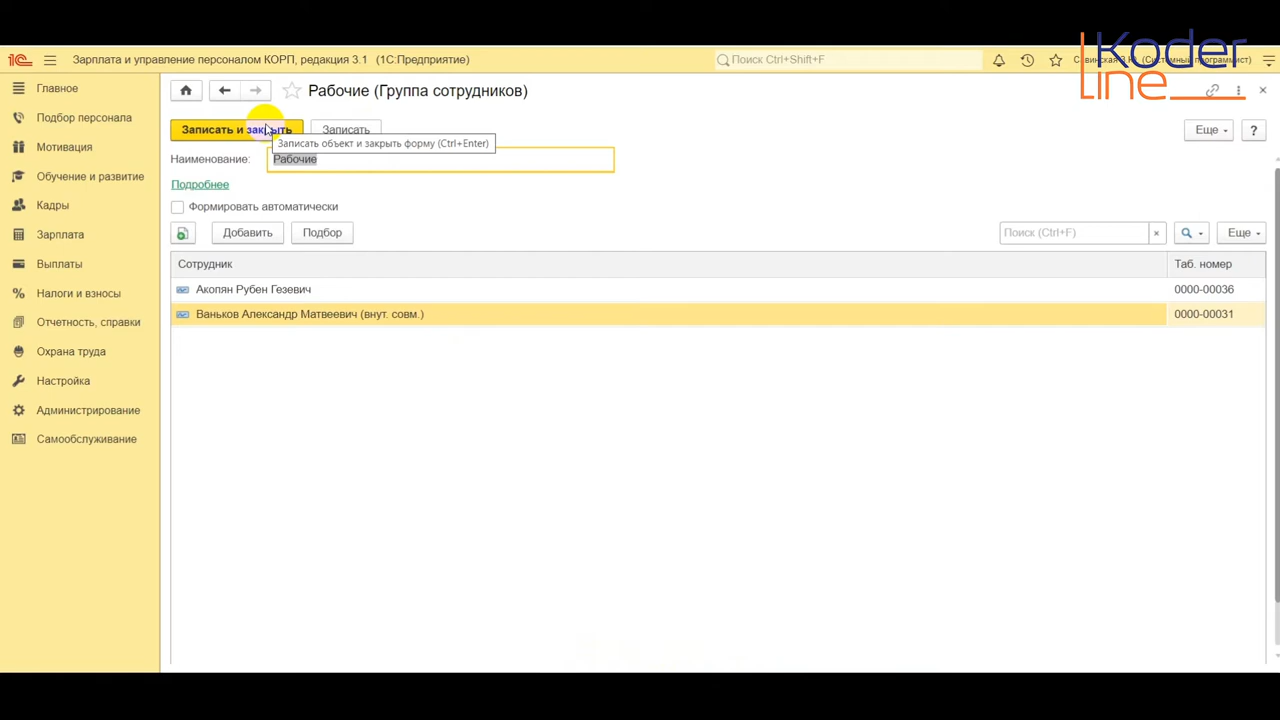 Koder
line
1С Зарплата и управление персоналом КОРП, редакция 3.1 (1С:Предприятие)
Поиск Ctrl+Shift+F
(Системный программист)
Главное
Подбор персонала
Мотивация
Обучение и развитие
Кадры
Зарплата
Выплаты
Налоги и взносы
Отчетность, справки
Охрана труда
Настройка
Администрирование
Самообслуживание
Рабочие (Группа сотрудников)
Записать и закрыть
Записать
Еще
?
Записать объект и закрыть форму (Ctrl+Enter)
Наименование: Рабочие
Подробнее
Формировать автоматически
Добавить
Подбор
Поиск (Ctrl+F)
×
Еще
Сотрудник Таб. номер
Акопян Рубен Гезевич 0000-00036
Ваньков Александр Матвеевич (внут. совм.) 0000-00031